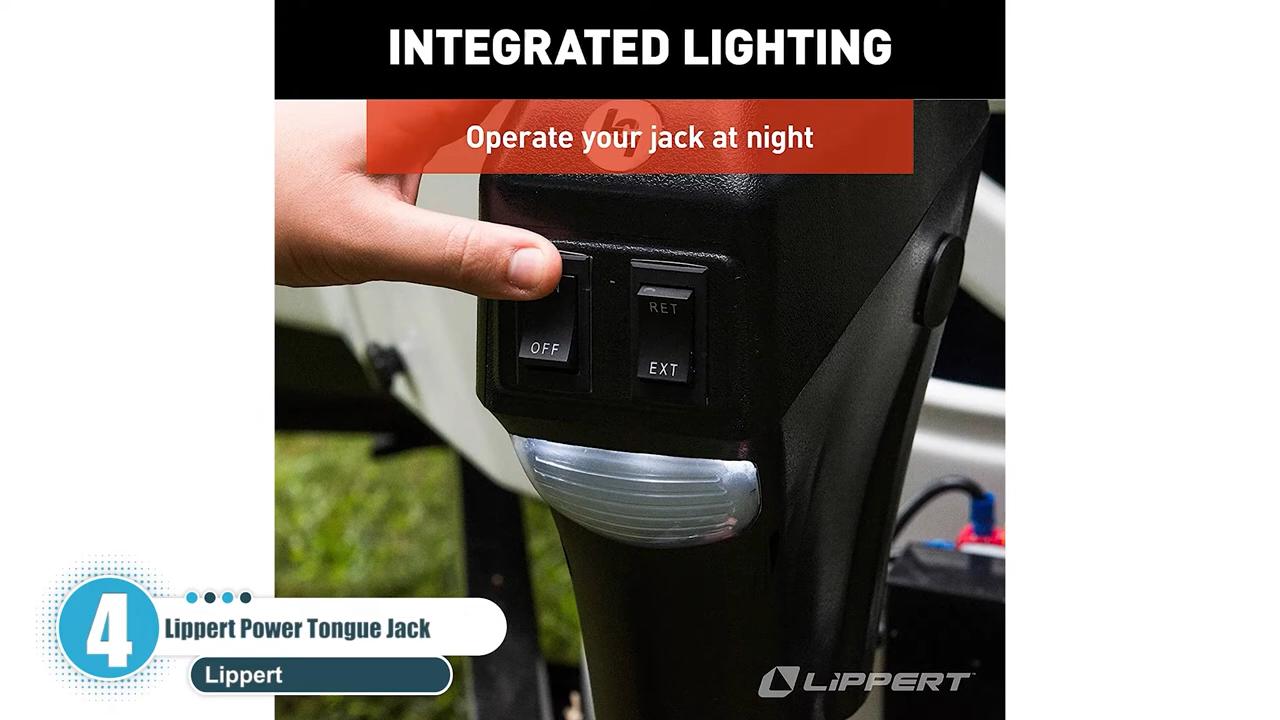 INTEGRATED LIGHTING
Operate your jack at night
OFF
RET
EXT
4
Lippert Power Tongue Jack
Lippert
LIPPERT